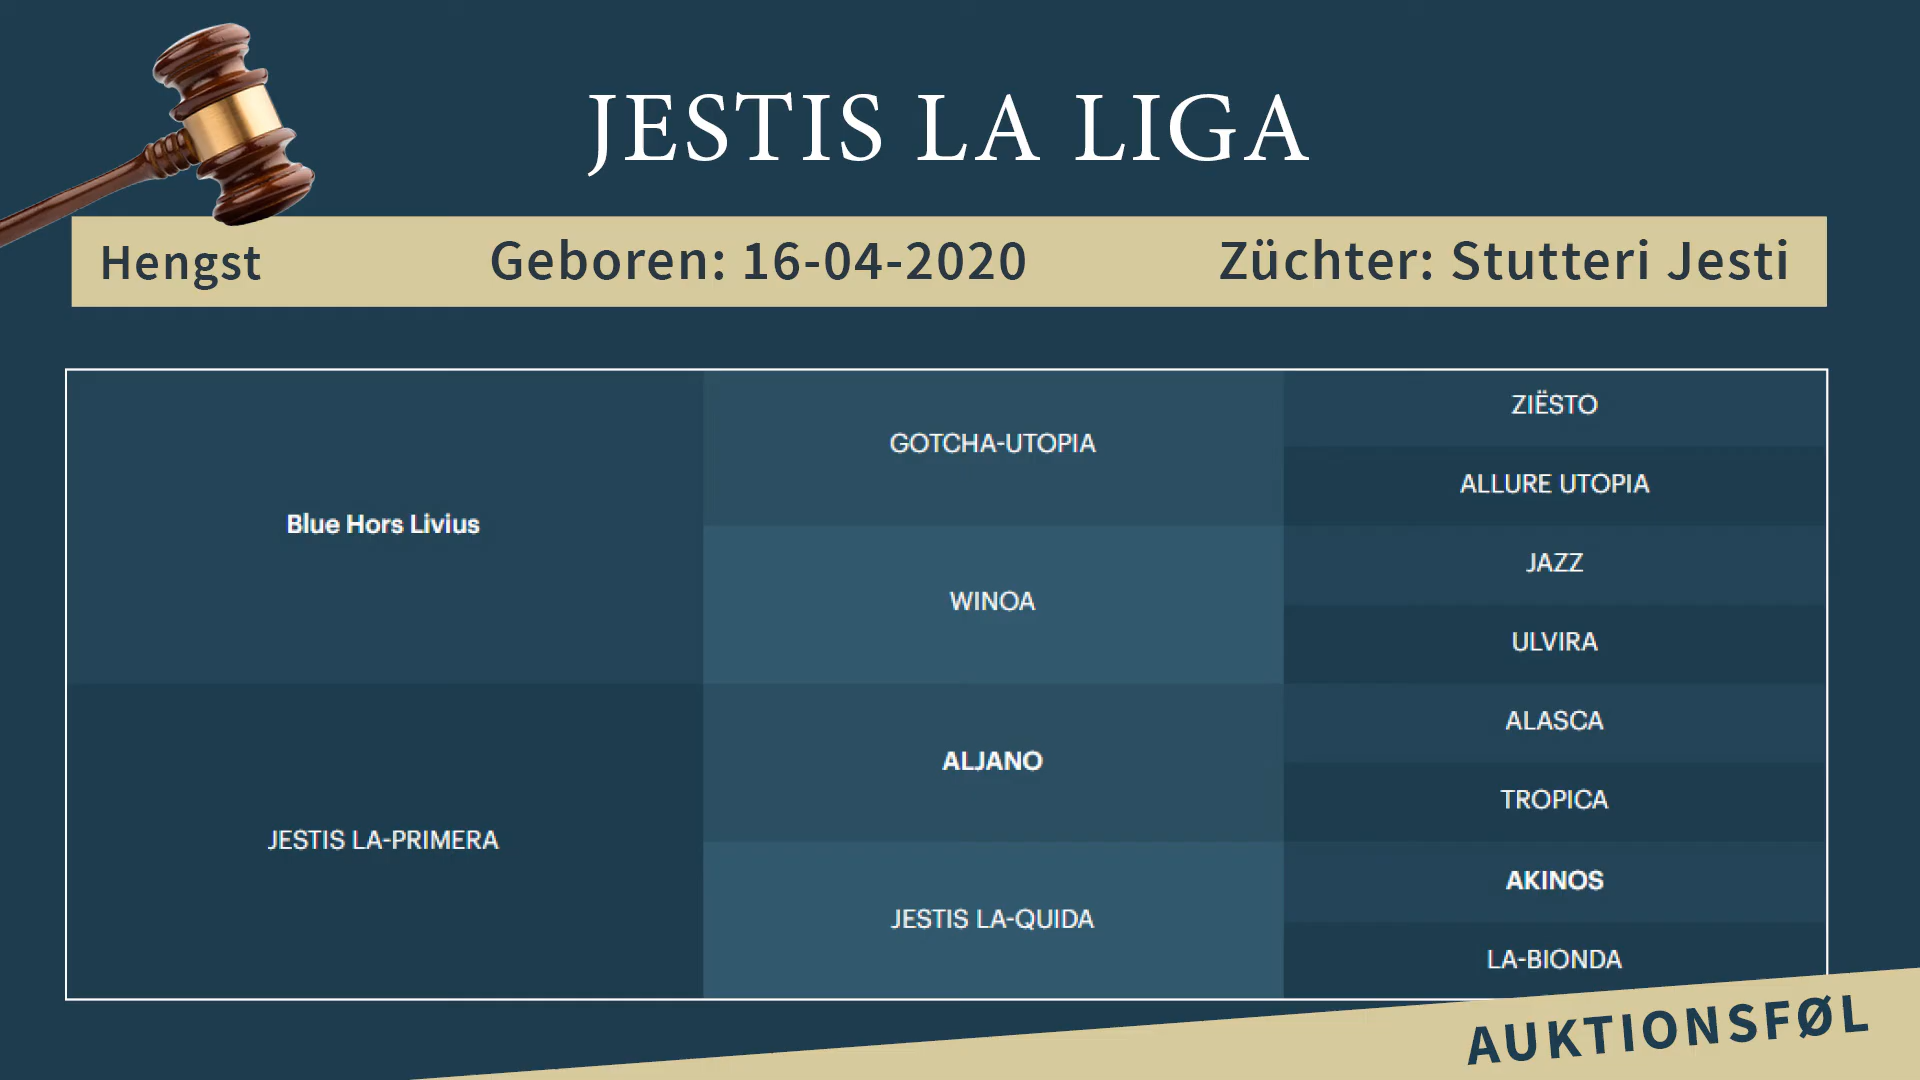 JESTIS LA LIGA
Hengst Geboren: 16-04-2020 Züchter: Stutteri Jesti
Blue Hors Livius
GOTCHA-UTOPIA
ZIËSTO
ALLURE UTOPIA
WINOA
JAZZ
ULVIRA
JESTIS LA-PRIMERA
ALJANO
ALASCA
TROPICA
JESTIS LA-QUIDA
AKINOS
LA-BIONDA
AUKTIONSFØL